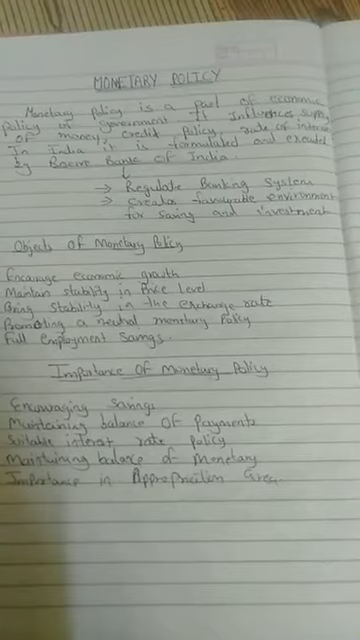 MONETARY POLICY
Monetary policy is a part of economic
policy in government It Influences supply
OF money, credit policy, rate of interest
In India it is formulated and executed
by Reserve Bank OF India
→ Regulate Banking System
→ Creates favourable environment
for Saving and investment
Objects of Monetary Policy
Encourage economic growth
Maintain stability in Price Level
Bring Stability in the exchange rate
Promoting a neutral monetary Policy
Full employment Savings.
Importance OF Monetary Policy
Encouraging Savings
Maintaining balance OF Payments
Suitable interest rate Policy
Maintaining balance of Monetary
Importance in